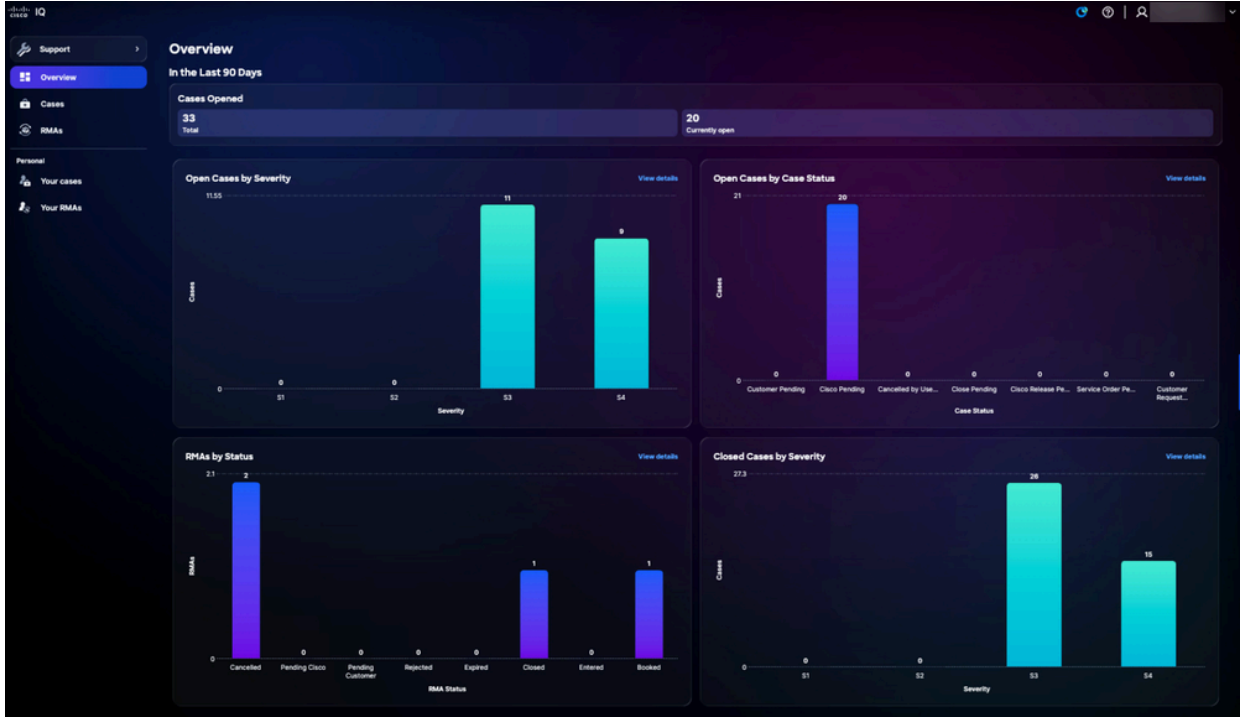 cisco IQ
Support
Overview
Cases
RMAs
Personal
Your cases
Your RMAs
Overview
In the Last 90 Days
Cases Opened
33
Total
20
Currently open
Open Cases by Severity
View details
11.55
11
9
Cases
0
0
0
S1
S2
S3
S4
Severity
Open Cases by Case Status
View details
21
20
Cases
0
0
0
0
0
0
0
Customer Pending
Cisco Pending
Cancelled by Use...
Close Pending
Cisco Release Pe...
Service Order Pe...
Customer
Request...
Case Status
RMAs by Status
View details
2.1
2
1
1
RMAs
0
0
0
0
0
0
Cancelled
Pending Cisco
Pending
Customer
Rejected
Expired
Closed
Entered
Booked
RMA Status
Closed Cases by Severity
View details
27.3
26
15
Cases
0
0
0
S1
S2
S3
S4
Severity